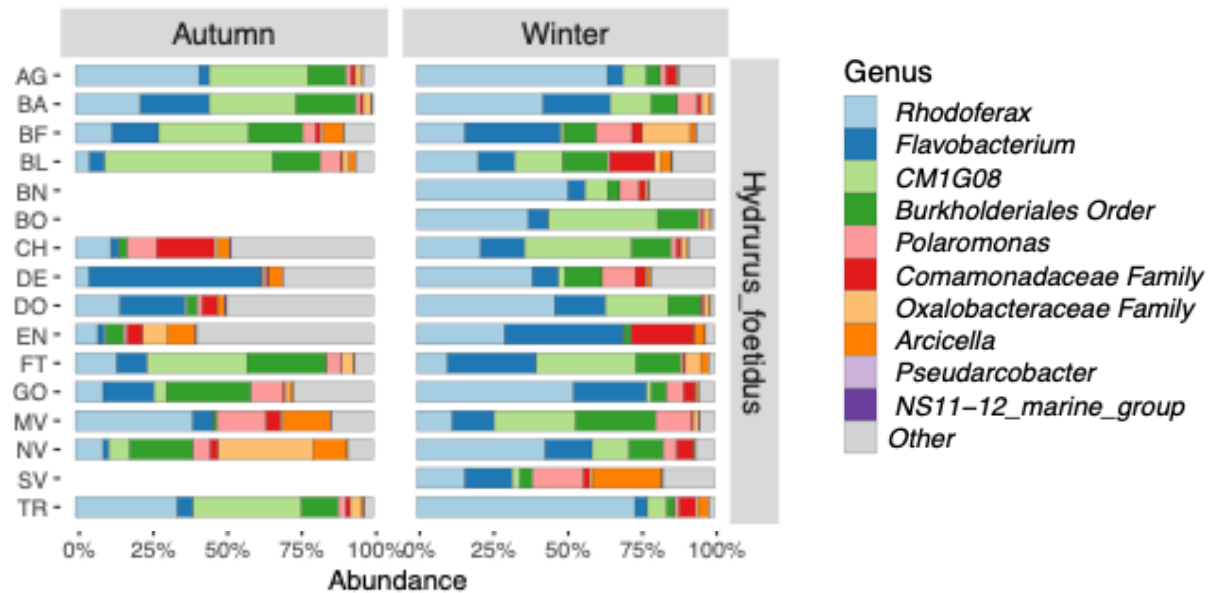 Autumn Winter
AG
BA
BF
BL
BN
BO
CH
DE
DO
EN
FT
GO
MV
NV
SV
TR
0% 25% 50% 75% 100% 0% 25% 50% 75% 100%
Abundance
Hydrurus_foetidus
Genus
Rhodoferax
Flavobacterium
CM1G08
Burkholderiales Order
Polaromonas
Comamonadaceae Family
Oxalobacteraceae Family
Arcicella
Pseudarcobacter
NS11−12_marine_group
Other